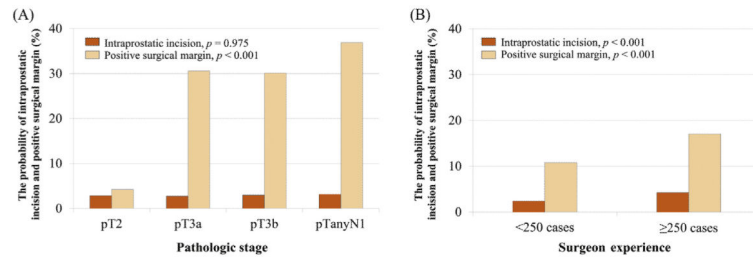 (A)
The probability of intraprostatic
incision and positive surgical margin (%)
40
30
20
10
0
Intraprostatic incision, p = 0.975
Positive surgical margin, p < 0.001
pT2 pT3a pT3b pTanyN1
Pathologic stage
(B)
The probability of intraprostatic
incision and positive surgical margin (%)
40
30
20
10
0
Intraprostatic incision, p < 0.001
Positive surgical margin, p < 0.001
<250 cases ≥250 cases
Surgeon experience